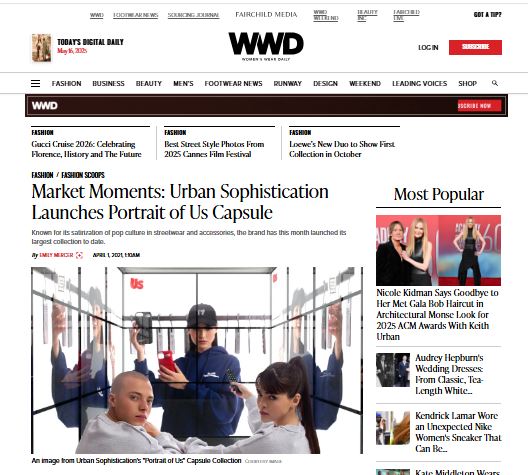 WWD FOOTWEAR NEWS SOURCING JOURNAL FAIRCHILD MEDIA WWD WEEKEND BEAUTY INC FAIRCHILD LIVE GOT A TIP?
TODAY'S DIGITAL DAILY
May 16, 2025
WWD
WOMEN'S WEAR DAILY
LOG IN
SUBSCRIBE
FASHION BUSINESS BEAUTY MEN'S FOOTWEAR NEWS RUNWAY DESIGN WEEKEND LEADING VOICES SHOP
WWD
SCRIBE NOW
FASHION
Gucci Cruise 2026: Celebrating
Florence, History and The Future
FASHION
Best Street Style Photos From
2025 Cannes Film Festival
FASHION
Loewe's New Duo to Show First
Collection in October
FASHION / FASHION SCOOPS
Market Moments: Urban Sophistication
Launches Portrait of Us Capsule
Known for its satirization of pop culture in streetwear and accessories, the brand has this month launched its
largest collection to date.
By EMILY MERCER + APRIL 1, 2021, 1:10AM
Us
An image from Urban Sophistication's "Portrait of Us" Capsule Collection COURTESY IMAGE
Most Popular
Nicole Kidman Says Goodbye to
Her Met Gala Bob Haircut in
Architectural Monse Look for
2025 ACM Awards With Keith
Urban
Audrey Hepburn's
Wedding Dresses:
From Classic, Tea-
Length White...
Kendrick Lamar Wore
an Unexpected Nike
Women's Sneaker That
Can Be...
Kate Middleton Wears